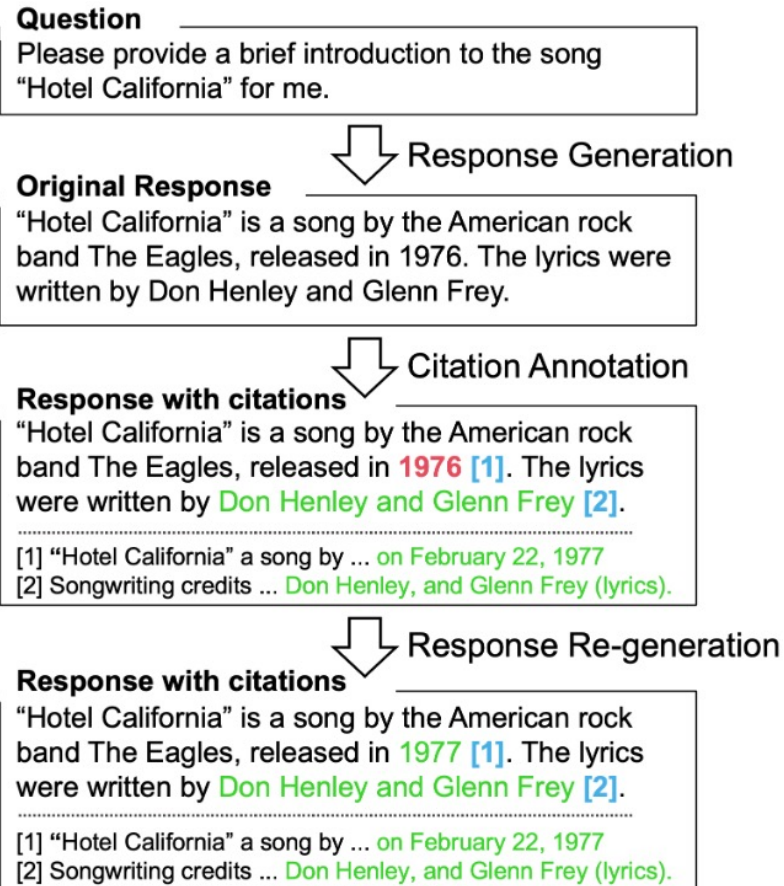 Question
Please provide a brief introduction to the song
“Hotel California” for me.
Response Generation
Original Response
“Hotel California” is a song by the American rock
band The Eagles, released in 1976. The lyrics were
written by Don Henley and Glenn Frey.
Citation Annotation
Response with citations
“Hotel California” is a song by the American rock
band The Eagles, released in 1976 [1]. The lyrics
were written by Don Henley and Glenn Frey [2].
[1] “Hotel California” a song by ... on February 22, 1977
[2] Songwriting credits ... Don Henley, and Glenn Frey (lyrics).
Response Re-generation
Response with citations
“Hotel California” is a song by the American rock
band The Eagles, released in 1977 [1]. The lyrics
were written by Don Henley and Glenn Frey [2].
[1] “Hotel California” a song by ... on February 22, 1977
[2] Songwriting credits ... Don Henley, and Glenn Frey (lyrics).